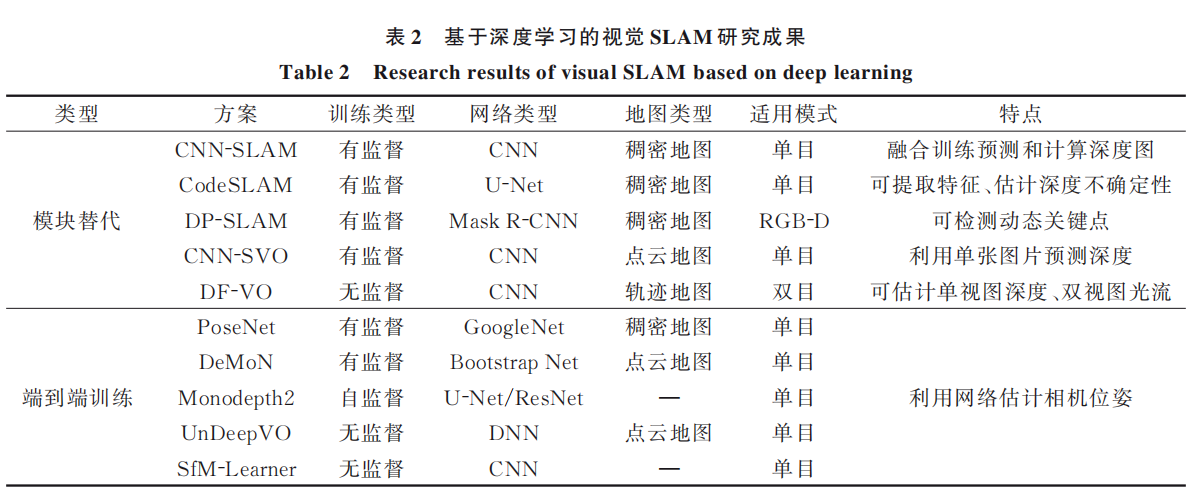 表 2 基于深度学习的视觉 SLAM 研究成果
Table 2 Research results of visual SLAM based on deep learning
类型 方案 训练类型 网络类型 地图类型 适用模式 特点
CNN-SLAM 有监督 CNN 稠密地图 单目 融合训练预测和计算深度图
CodeSLAM 有监督 U-Net 稠密地图 单目 可提取特征、估计深度不确定性
模块替代 DP-SLAM 有监督 Mask R-CNN 稠密地图 RGB-D 可检测动态关键点
CNN-SVO 有监督 CNN 点云地图 单目 利用单张图片预测深度
DF-VO 无监督 CNN 轨迹地图 双目 可估计单视图深度、双视图光流
PoseNet 有监督 GoogleNet 稠密地图 单目
DeMoN 有监督 Bootstrap Net 点云地图 单目
端到端训练 Monodepth2 自监督 U-Net/ResNet — 单目 利用网络估计相机位姿
UnDeepVO 无监督 DNN 点云地图 单目
SfM-Learner 无监督 CNN — 单目